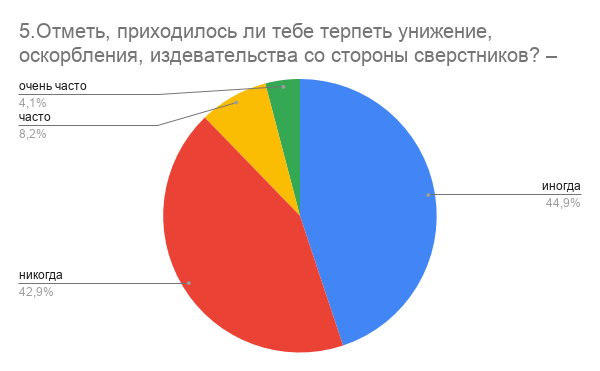 5.Отметь, приходилось ли тебе терпеть унижение,
оскорбления, издевательства со стороны сверстников? –
очень часто
4,1%
часто
8,2%
иногда
44,9%
никогда
42,9%